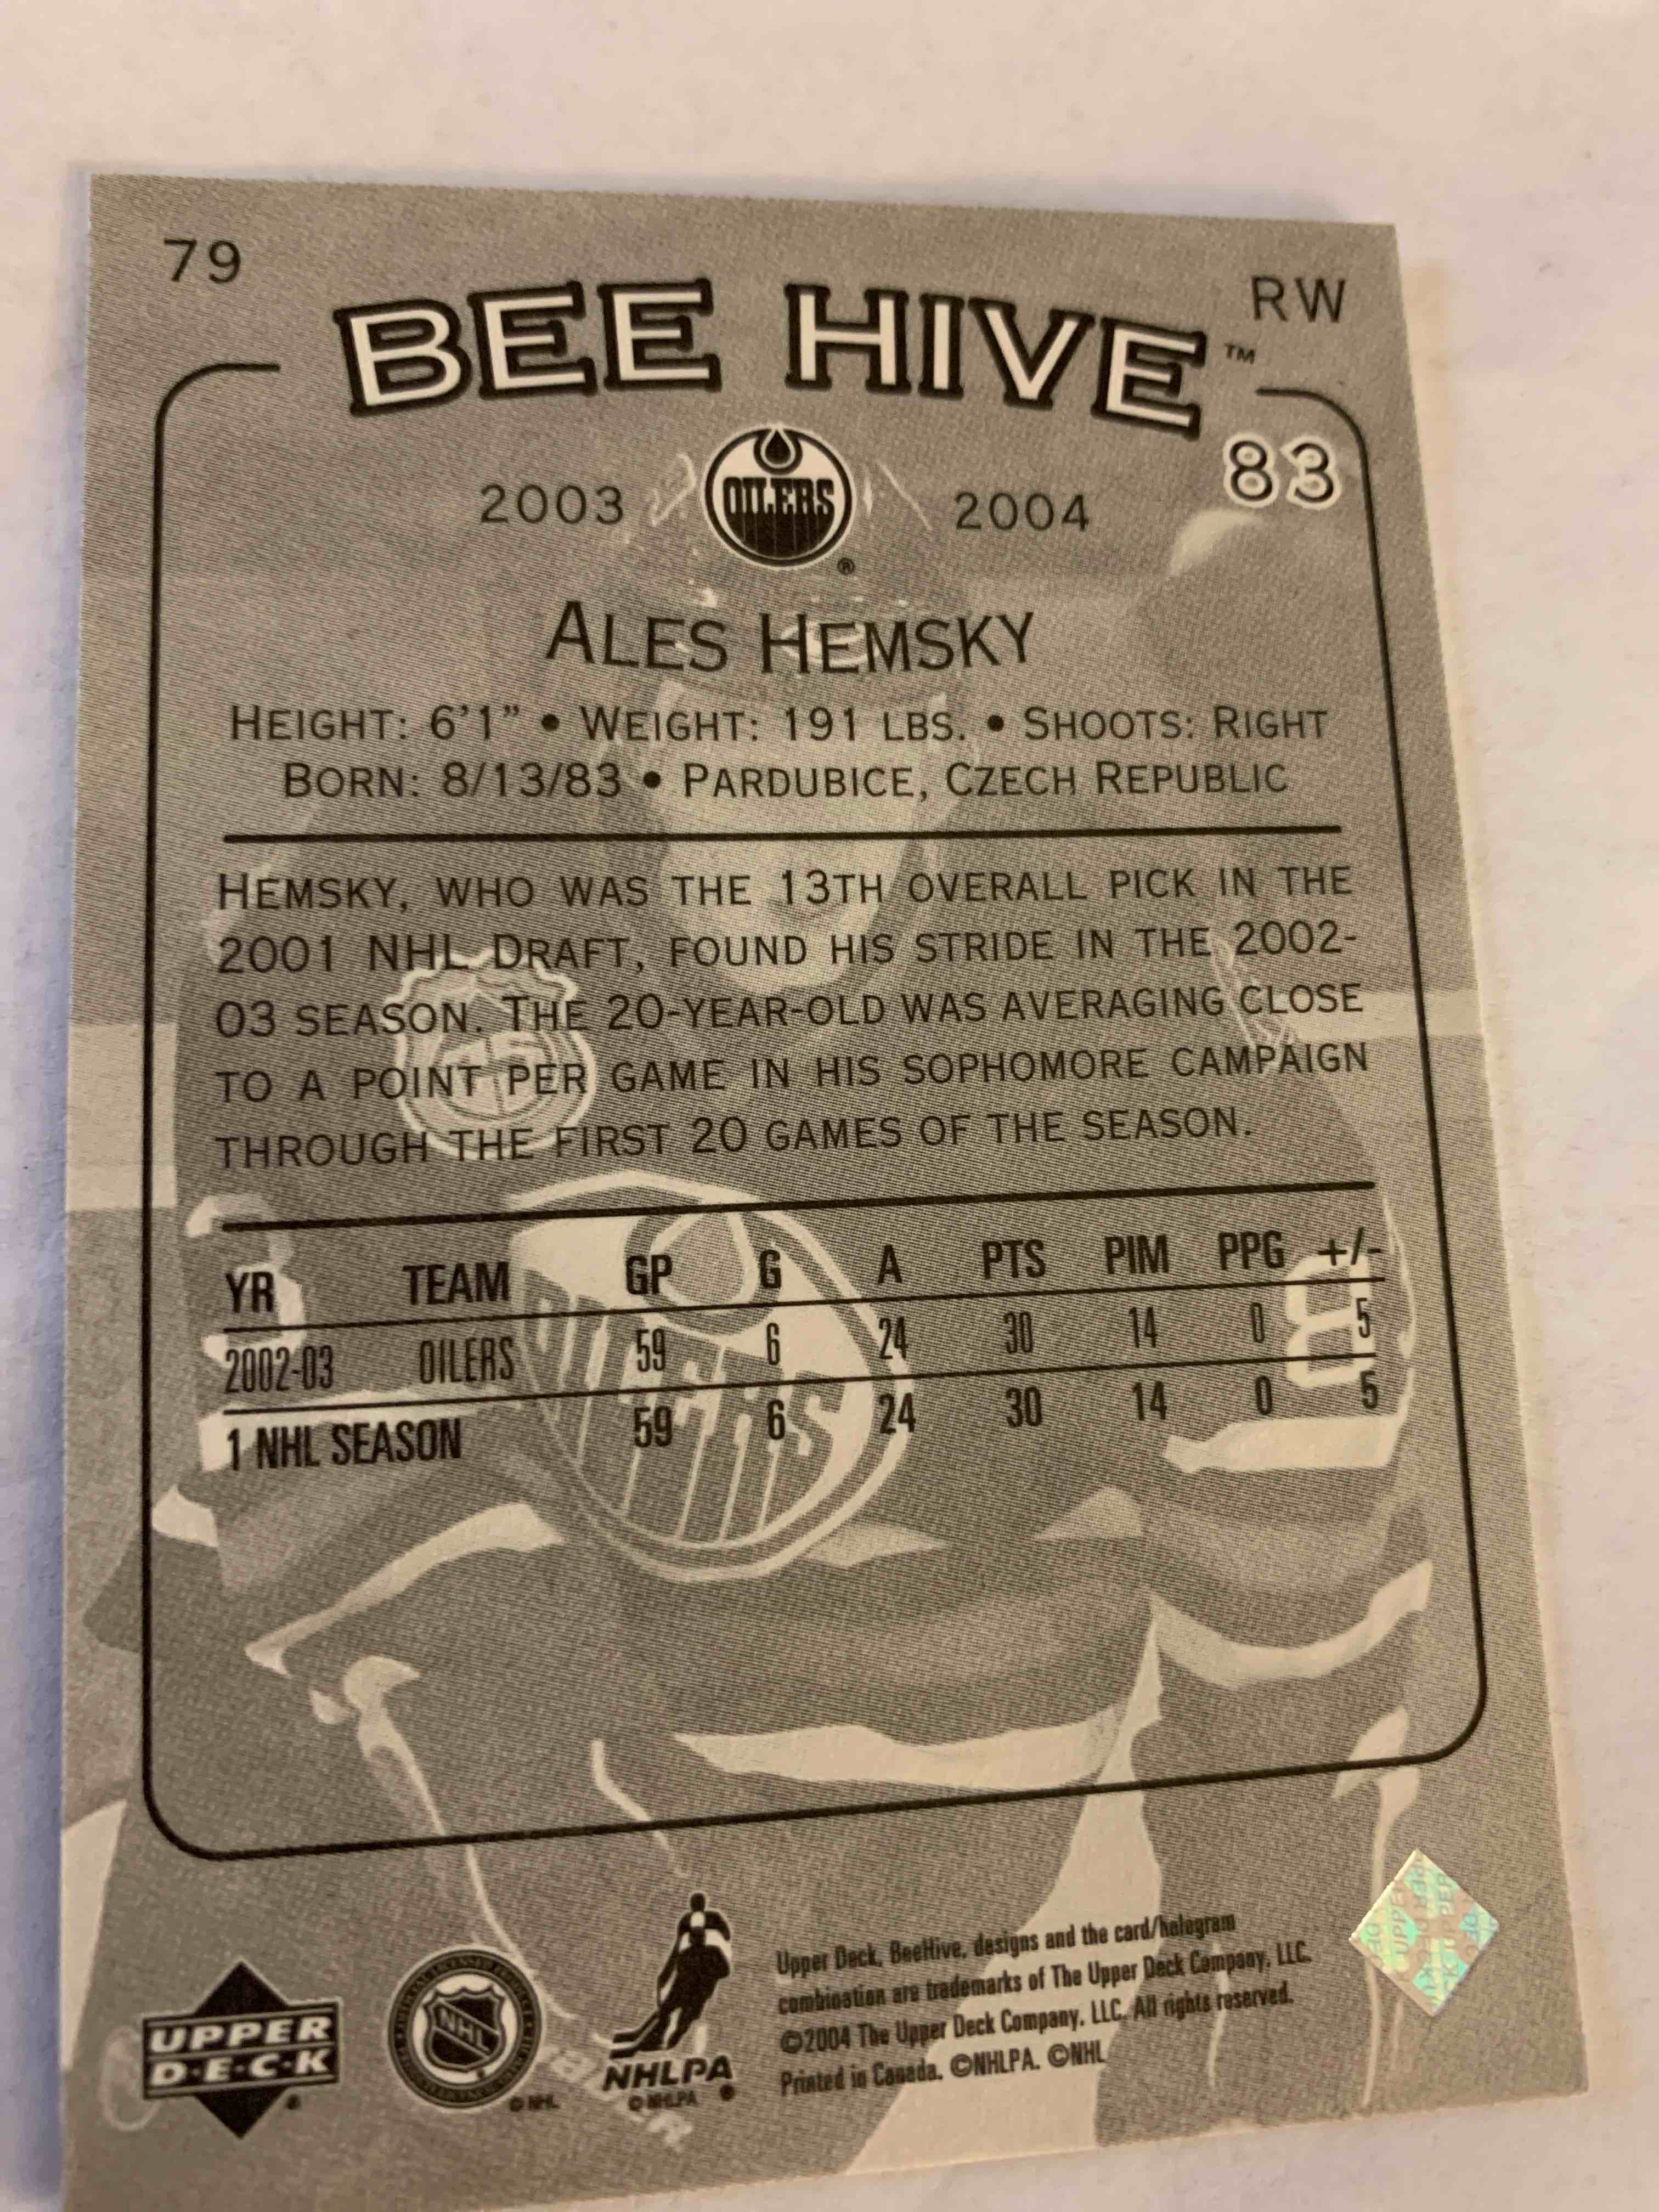 79
RW
BEE HIVE™
83
2003 OILERS® 2004
ALES HEMSKY
HEIGHT: 6'1" • WEIGHT: 191 LBS. • SHOOTS: RIGHT
BORN: 8/13/83 • PARDUBICE, CZECH REPUBLIC
HEMSKY, WHO WAS THE 13TH OVERALL PICK IN THE
2001 NHL DRAFT, FOUND HIS STRIDE IN THE 2002-
03 SEASON. THE 20-YEAR-OLD WAS AVERAGING CLOSE
TO A POINT PER GAME IN HIS SOPHOMORE CAMPAIGN
THROUGH THE FIRST 20 GAMES OF THE SEASON.
YR TEAM GP G A PTS PIM PPG +/-
2002-03 OILERS 59 6 24 30 14 0 5
1 NHL SEASON 59 6 24 30 14 0 5
OILERS
Upper Deck, BeeHive, designs and the card/hologram
combination are trademarks of The Upper Deck Company, LLC.
©2004 The Upper Deck Company, LLC. All rights reserved.
Printed in Canada. ©NHLPA. ©NHL
UPPER
D·E·C·K
NHL
© NHL
NHLPA
© NHLPA